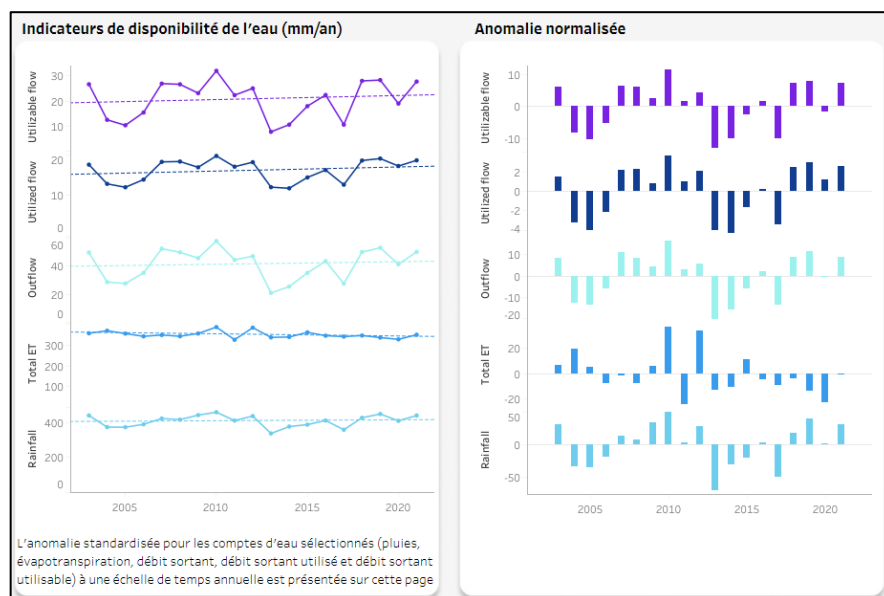 Indicateurs de disponibilité de l'eau (mm/an)
Utilizable flow
30
20
10
Utilized flow
20
10
0
Outflow
60
40
20
0
Total ET
300
200
100
Rainfall
400
200
0
2005 2010 2015 2020
L'anomalie standardisée pour les comptes d'eau sélectionnés (pluies,
évapotranspiration, débit sortant, débit sortant utilisé et débit sortant
utilisable) à une échelle de temps annuelle est présentée sur cette page
Anomalie normalisée
Utilizable flow
10
0
-10
Utilized flow
2
0
-2
-4
Outflow
10
0
-10
-20
Total ET
20
0
-20
Rainfall
50
0
-50
2005 2010 2015 2020